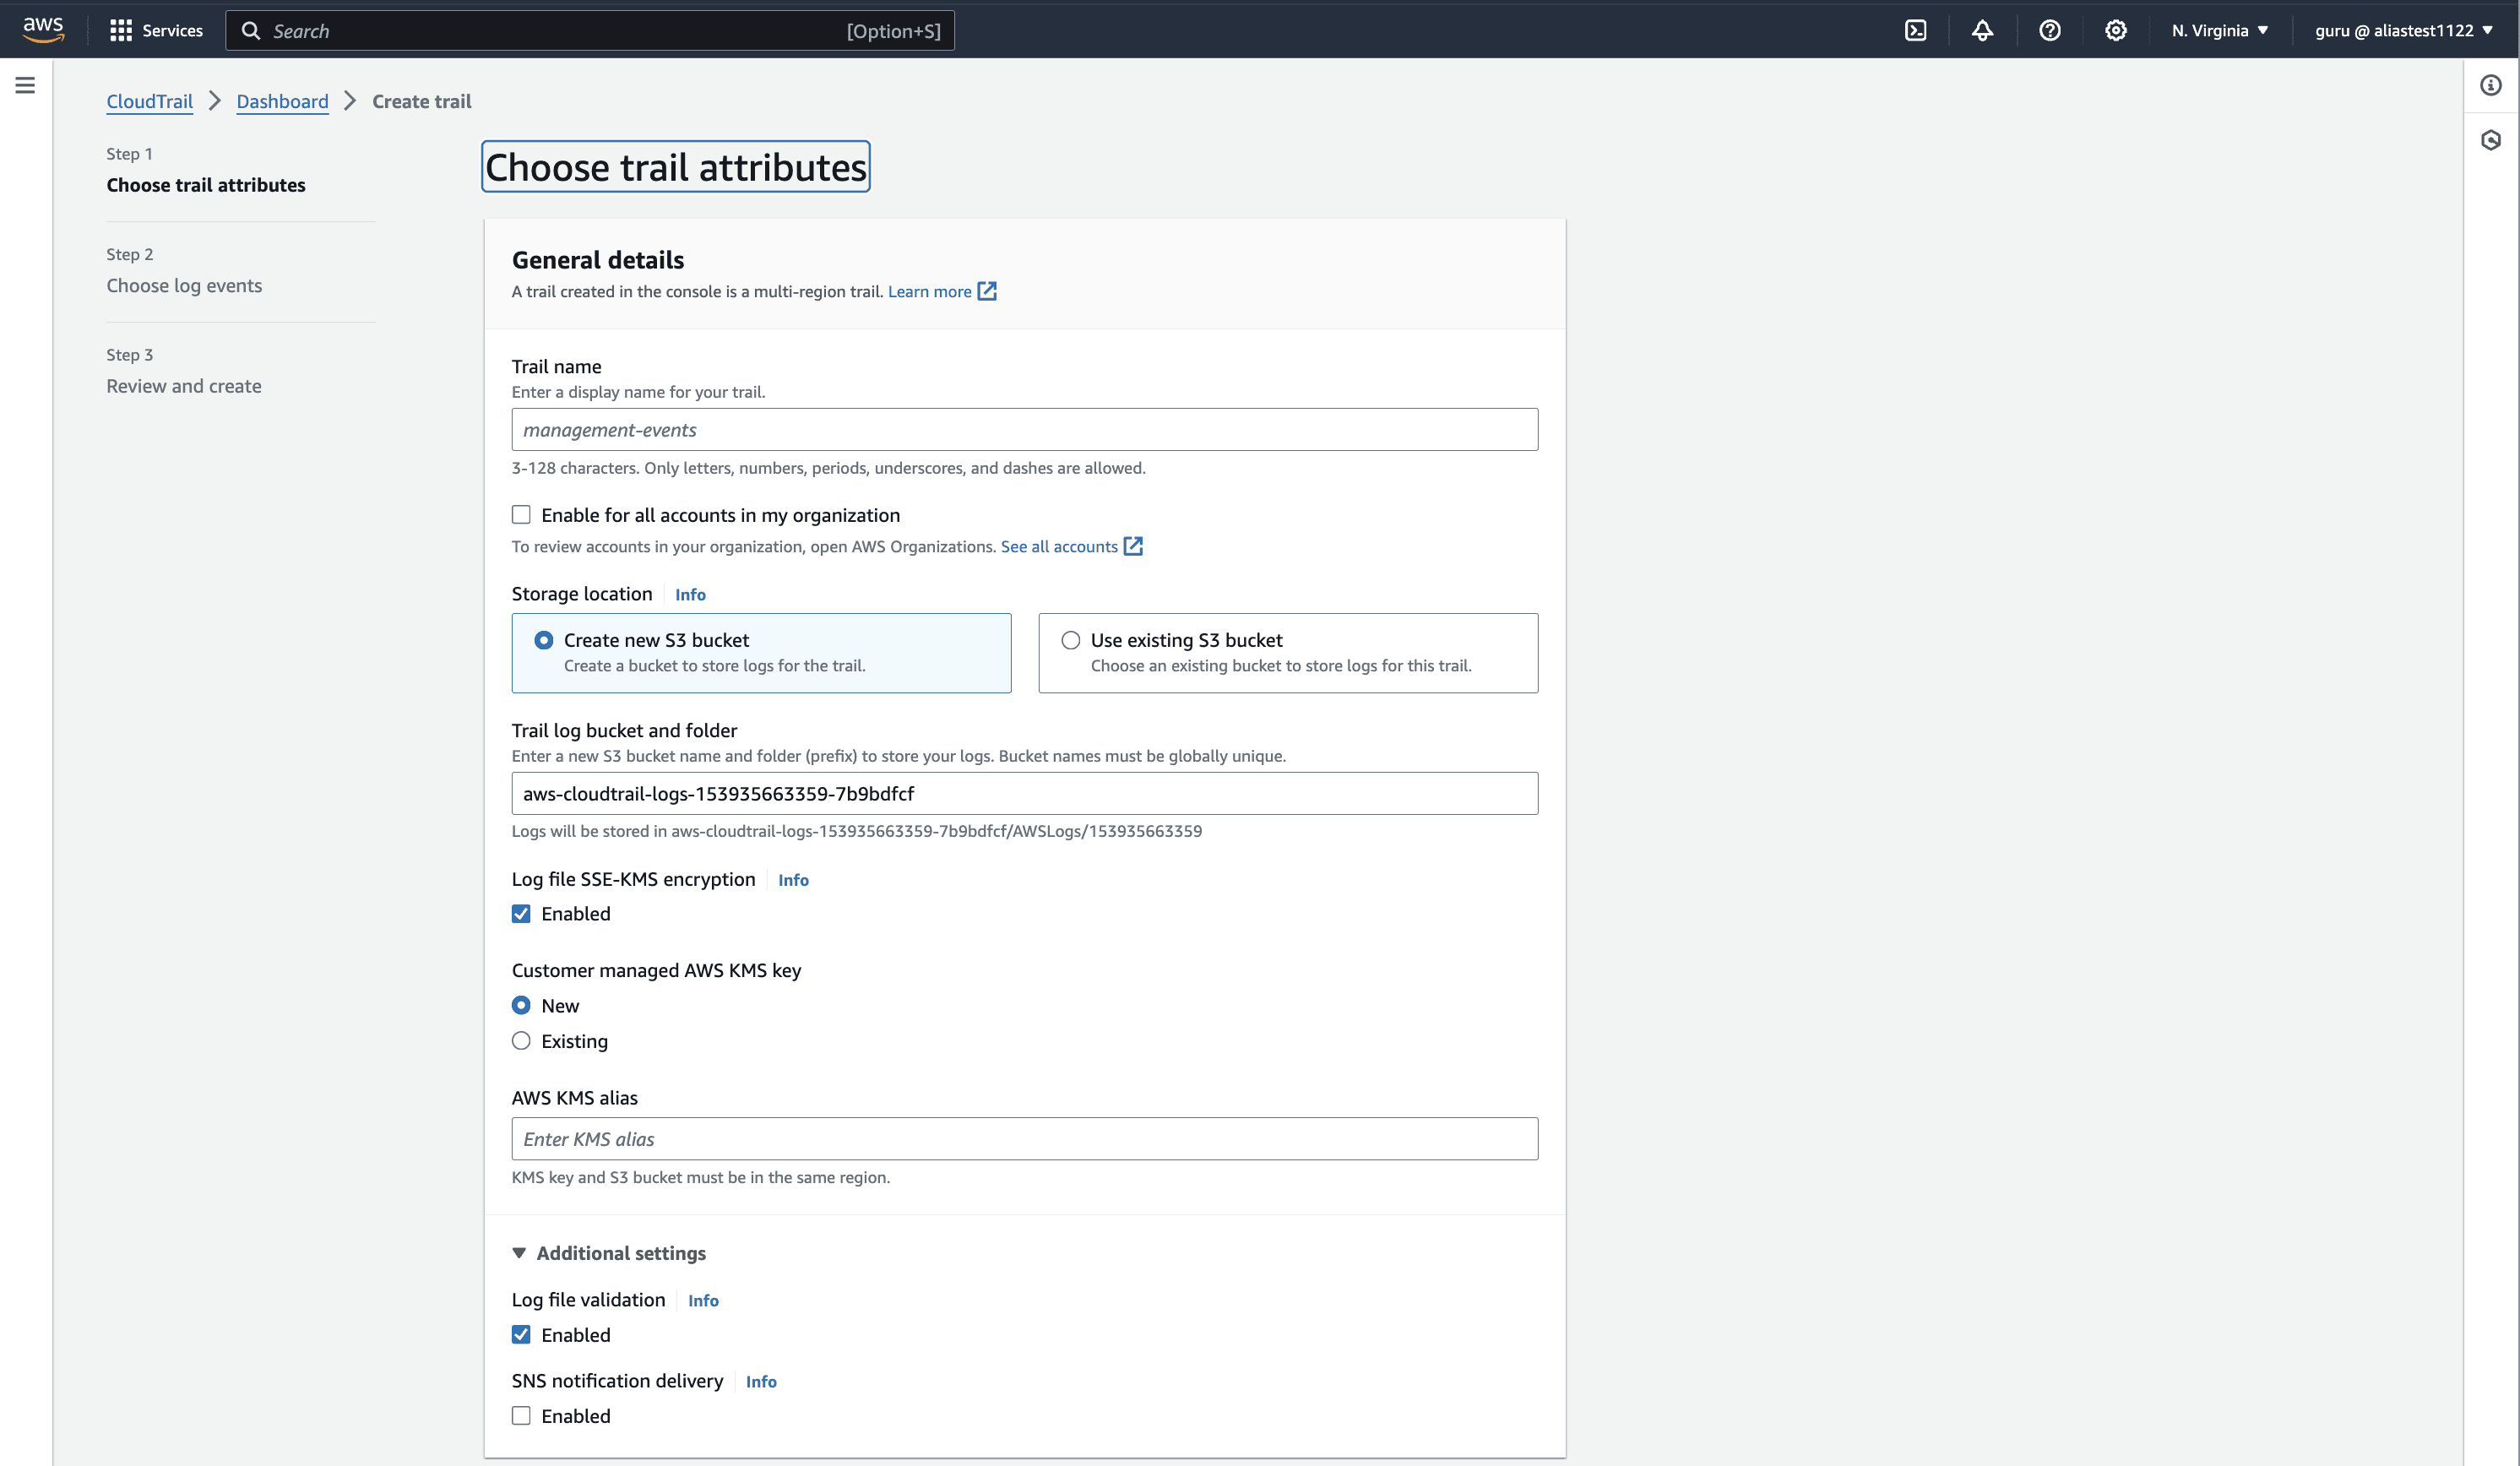 aws
Services
Search
[Option+S]
N. Virginia
guru @ aliastest1122
CloudTrail
Dashboard
Create trail
Step 1
Choose trail attributes
Step 2
Choose log events
Step 3
Review and create
Choose trail attributes
General details
A trail created in the console is a multi-region trail. Learn more
Trail name
Enter a display name for your trail.
management-events
3-128 characters. Only letters, numbers, periods, underscores, and dashes are allowed.
Enable for all accounts in my organization
To review accounts in your organization, open AWS Organizations. See all accounts
Storage location Info
Create new S3 bucket
Create a bucket to store logs for the trail.
Use existing S3 bucket
Choose an existing bucket to store logs for this trail.
Trail log bucket and folder
Enter a new S3 bucket name and folder (prefix) to store your logs. Bucket names must be globally unique.
aws-cloudtrail-logs-153935663359-7b9bdfcf
Logs will be stored in aws-cloudtrail-logs-153935663359-7b9bdfcf/AWSLogs/153935663359
Log file SSE-KMS encryption Info
Enabled
Customer managed AWS KMS key
New
Existing
AWS KMS alias
Enter KMS alias
KMS key and S3 bucket must be in the same region.
Additional settings
Log file validation Info
Enabled
SNS notification delivery Info
Enabled